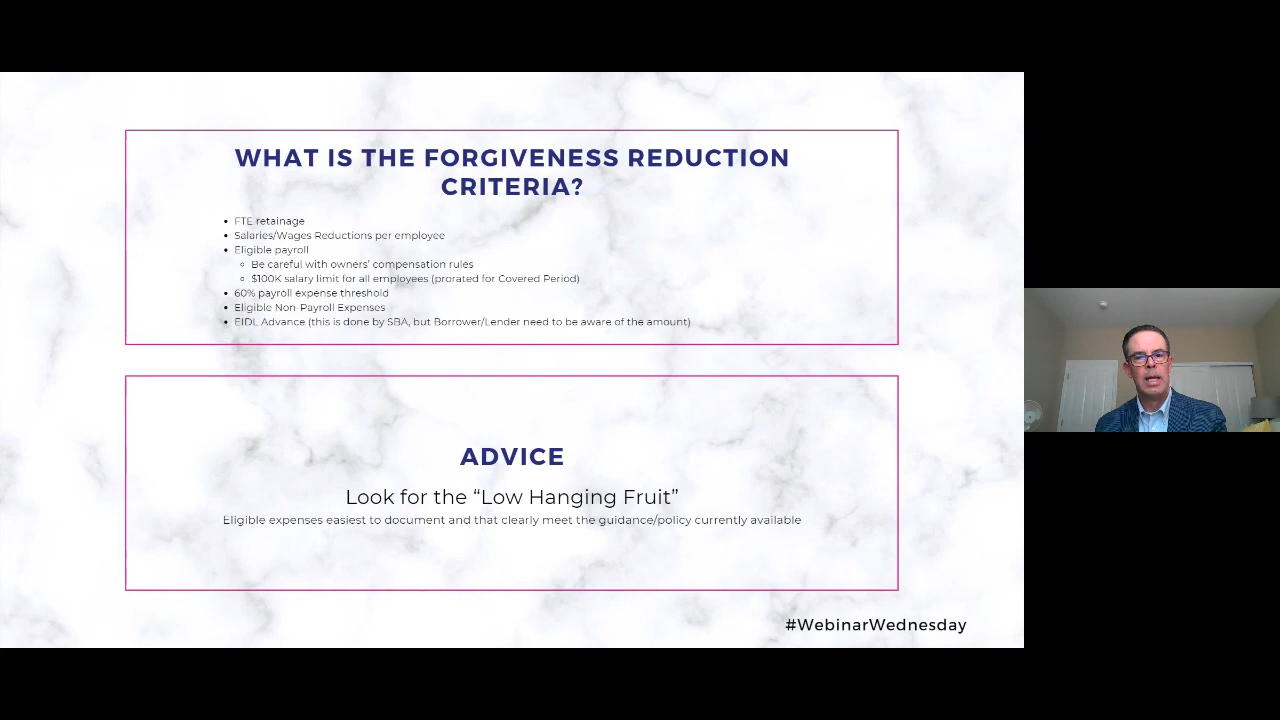 WHAT IS THE FORGIVENESS REDUCTION
CRITERIA?
• FTE retainage
• Salaries/Wages Reductions per employee
• Eligible payroll
◦ Be careful with owners' compensation rules
◦ $100K salary limit for all employees (prorated for Covered Period)
• 60% payroll expense threshold
• Eligible Non-Payroll Expenses
• EIDL Advance (this is done by SBA, but Borrower/Lender need to be aware of the amount)
ADVICE
Look for the “Low Hanging Fruit”
Eligible expenses easiest to document and that clearly meet the guidance/policy currently available
#WebinarWednesday